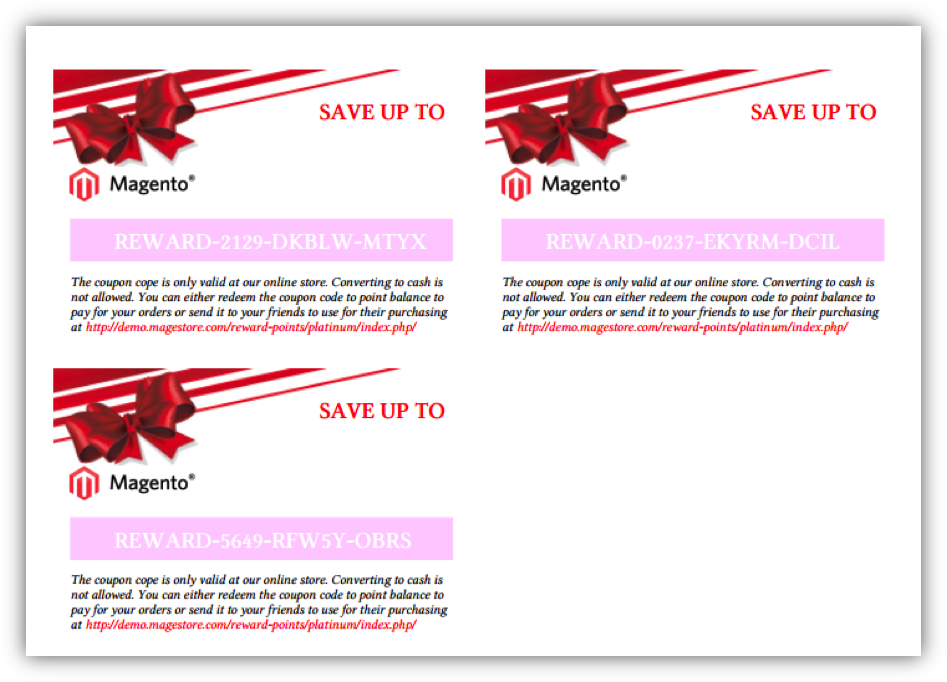 SAVE UP TO
Magento®
REWARD-2129-DKBLW-MTYX
The coupon cope is only valid at our online store. Converting to cash is
not allowed. You can either redeem the coupon code to point balance to
pay for your orders or send it to your friends to use for their purchasing
at http://demo.magestore.com/reward-points/platinum/index.php/
SAVE UP TO
Magento®
REWARD-0237-EKYRM-DCIL
The coupon cope is only valid at our online store. Converting to cash is
not allowed. You can either redeem the coupon code to point balance to
pay for your orders or send it to your friends to use for their purchasing
at http://demo.magestore.com/reward-points/platinum/index.php/
SAVE UP TO
Magento®
REWARD-5649-RFW5Y-OBRS
The coupon cope is only valid at our online store. Converting to cash is
not allowed. You can either redeem the coupon code to point balance to
pay for your orders or send it to your friends to use for their purchasing
at http://demo.magestore.com/reward-points/platinum/index.php/